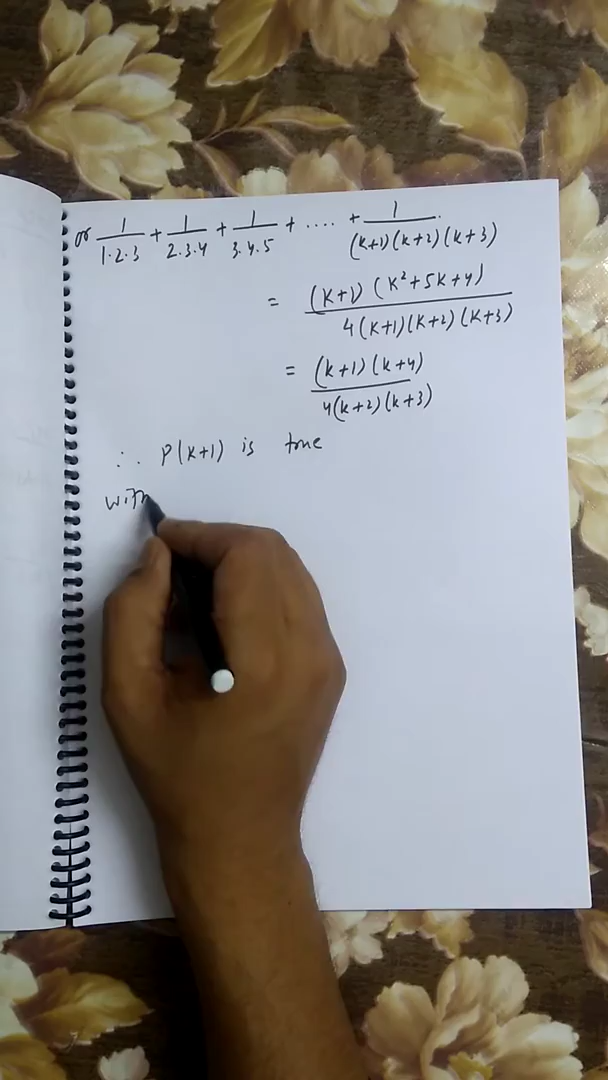 or 1/(1·2·3) + 1/(2·3·4) + 1/(3·4·5) + .... + 1/((k+1)(k+2)(k+3))
= (k+1)(k²+5k+4)/(4(k+1)(k+2)(k+3))
= (k+1)(k+4)/(4(k+2)(k+3))
∴ P(k+1) is true
with